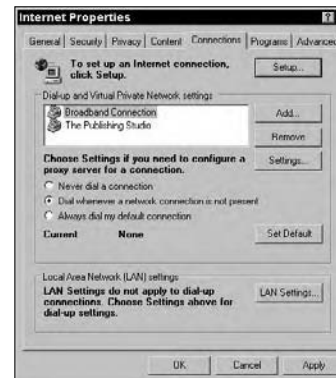 Internet Properties
General Security Privacy Content Connections Programs Advanced
To set up an Internet connection, click Setup.
Setup...
Dial-up and Virtual Private Network settings
Broadband Connection
The Publishing Studio
Add...
Remove
Choose Settings if you need to configure a proxy server for a connection.
Settings...
Never dial a connection
Dial whenever a network connection is not present
Always dial my default connection
Current None
Set Default
Local Area Network (LAN) settings
LAN Settings do not apply to dial-up connections. Choose Settings above for dial-up settings.
LAN Settings...
OK Cancel Apply